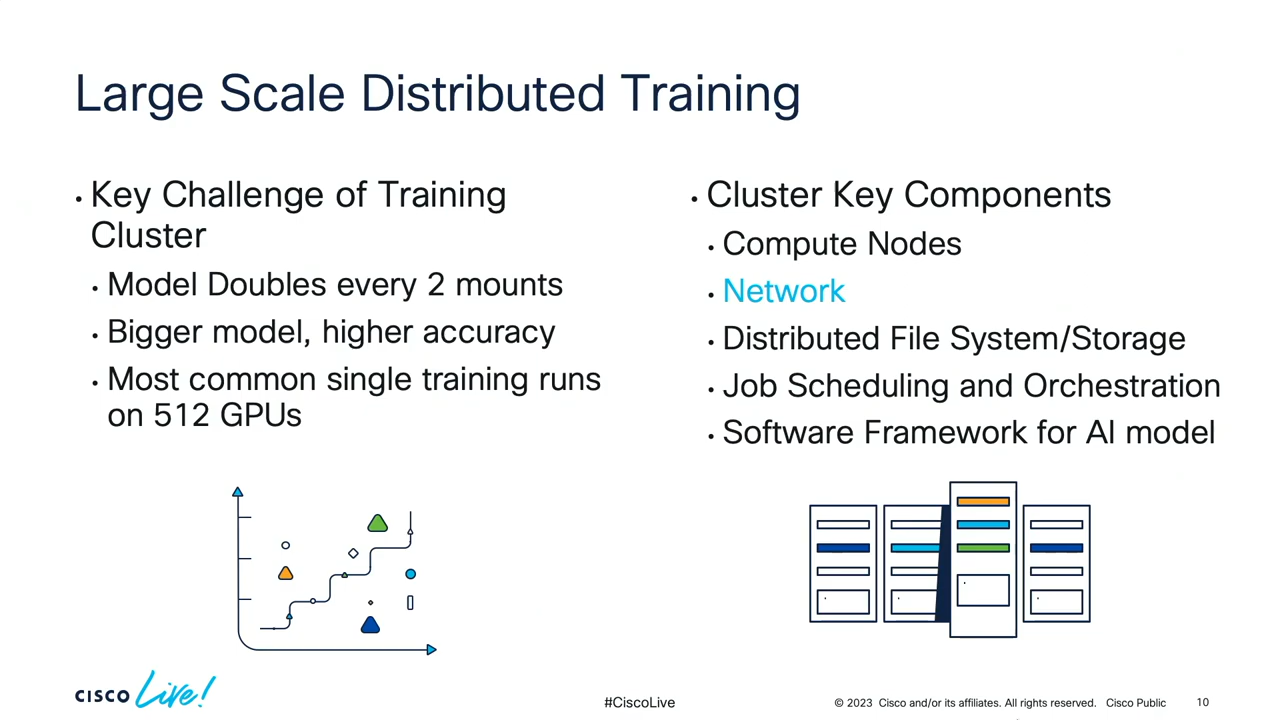 Large Scale Distributed Training
• Key Challenge of Training
Cluster
• Model Doubles every 2 mounts
• Bigger model, higher accuracy
• Most common single training runs
on 512 GPUs
• Cluster Key Components
• Compute Nodes
• Network
• Distributed File System/Storage
• Job Scheduling and Orchestration
• Software Framework for AI model
CISCO Live!
#CiscoLive
© 2023 Cisco and/or its affiliates. All rights reserved. Cisco Public
10